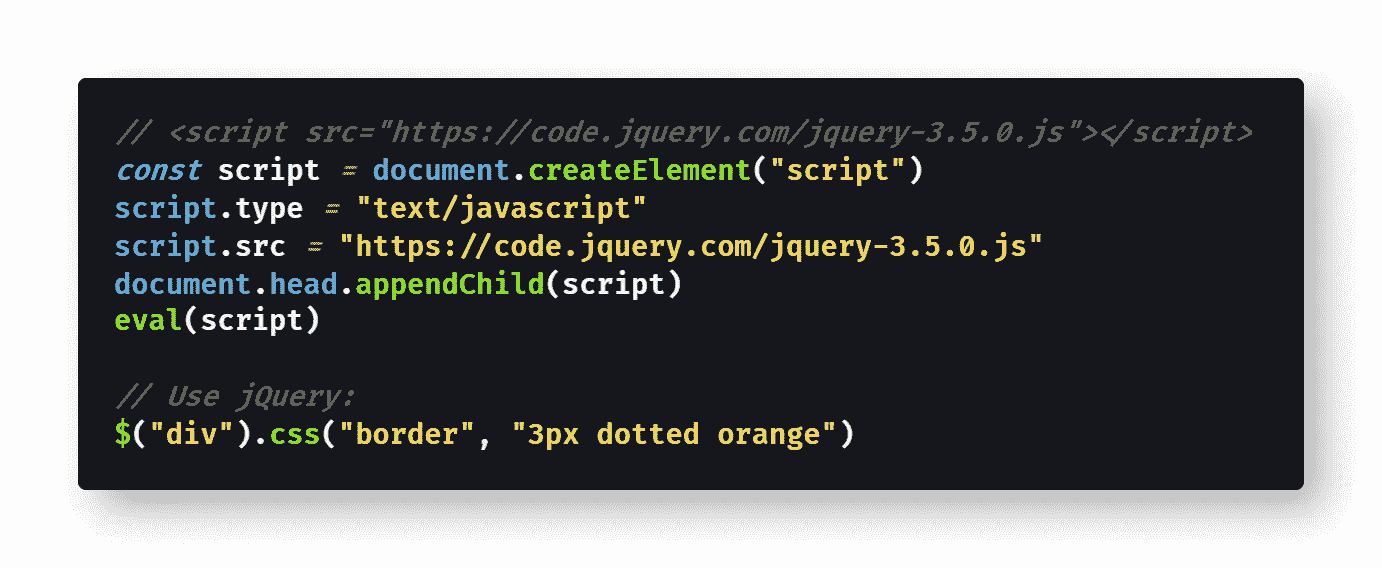 // <script src="https://code.jquery.com/jquery-3.5.0.js"></script>
const script = document.createElement("script")
script.type = "text/javascript"
script.src = "https://code.jquery.com/jquery-3.5.0.js"
document.head.appendChild(script)
eval(script)
// Use jQuery:
$("div").css("border", "3px dotted orange")